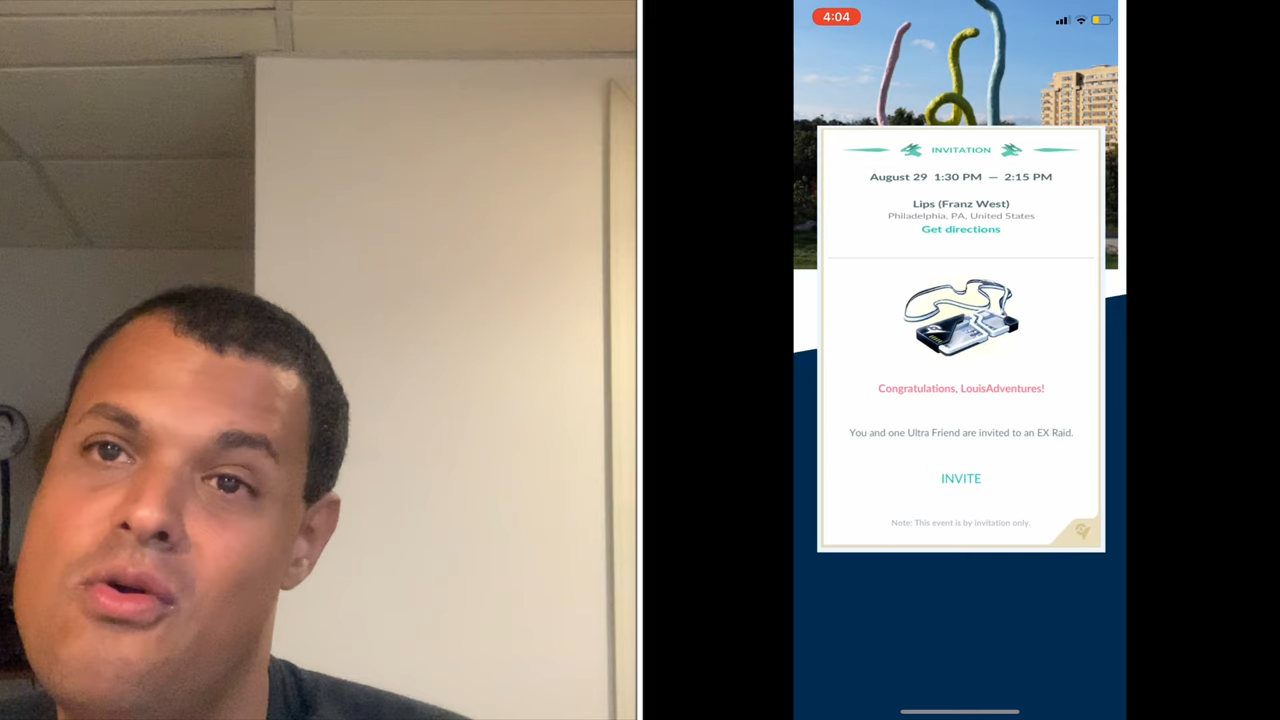 4:04
INVITATION
August 29 1:30 PM — 2:15 PM
Lips (Franz West)
Philadelphia, PA, United States
Get directions
Congratulations, LouisAdventures!
You and one Ultra Friend are invited to an EX Raid.
INVITE
Note: This event is by invitation only.